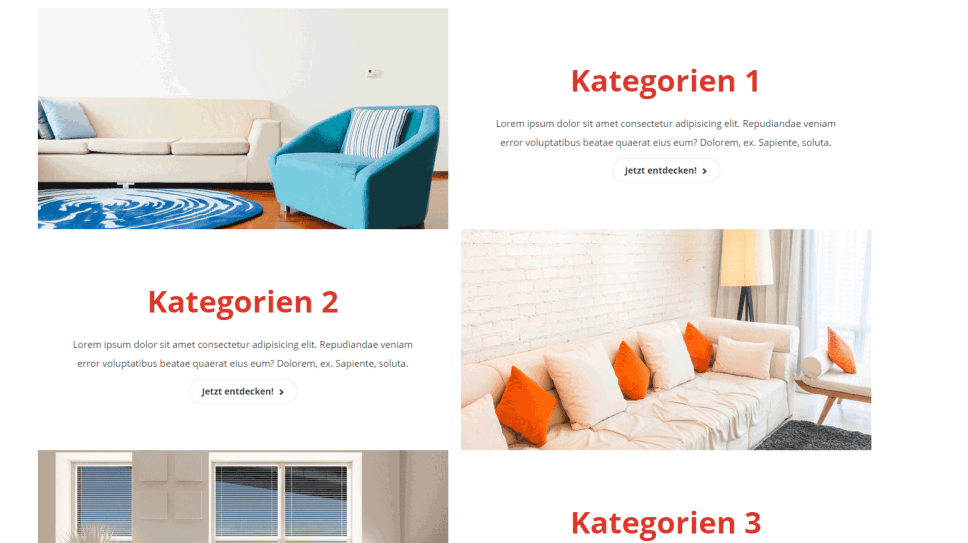 Kategorien 1
Lorem ipsum dolor sit amet consectetur adipisicing elit. Repudiandae veniam
error voluptatibus beatae quaerat eius eum? Dolorem, ex. Sapiente, soluta.
Jetzt entdecken!
Kategorien 2
Lorem ipsum dolor sit amet consectetur adipisicing elit. Repudiandae veniam
error voluptatibus beatae quaerat eius eum? Dolorem, ex. Sapiente, soluta.
Jetzt entdecken!
Kategorien 3